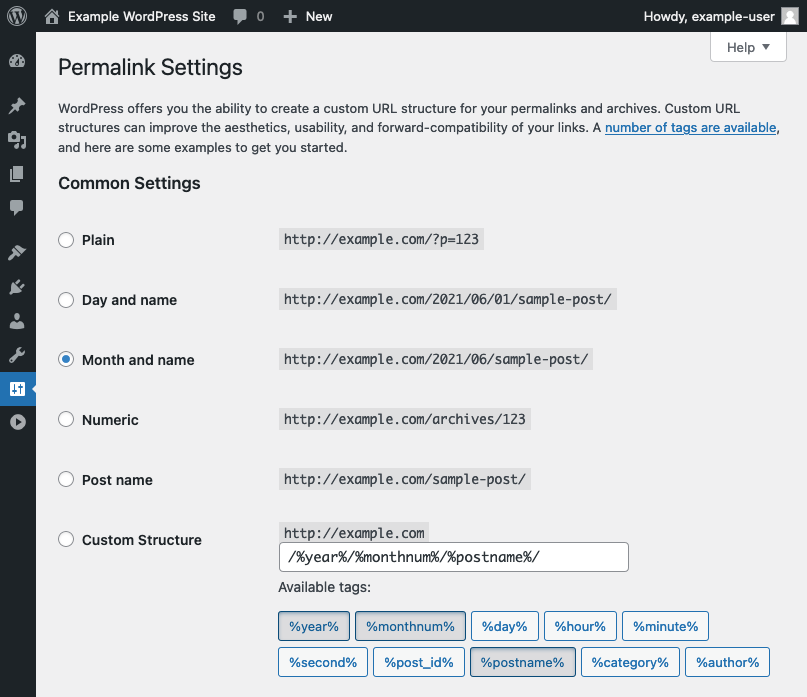 Example WordPress Site 0 New Howdy, example-user
Help
Permalink Settings
WordPress offers you the ability to create a custom URL structure for your permalinks and archives. Custom URL
structures can improve the aesthetics, usability, and forward-compatibility of your links. A number of tags are available,
and here are some examples to get you started.
Common Settings
Plain http://example.com/?p=123
Day and name http://example.com/2021/06/01/sample-post/
Month and name http://example.com/2021/06/sample-post/
Numeric http://example.com/archives/123
Post name http://example.com/sample-post/
Custom Structure http://example.com
/%year%/%monthnum%/%postname%/
Available tags:
%year% %monthnum% %day% %hour% %minute%
%second% %post_id% %postname% %category% %author%